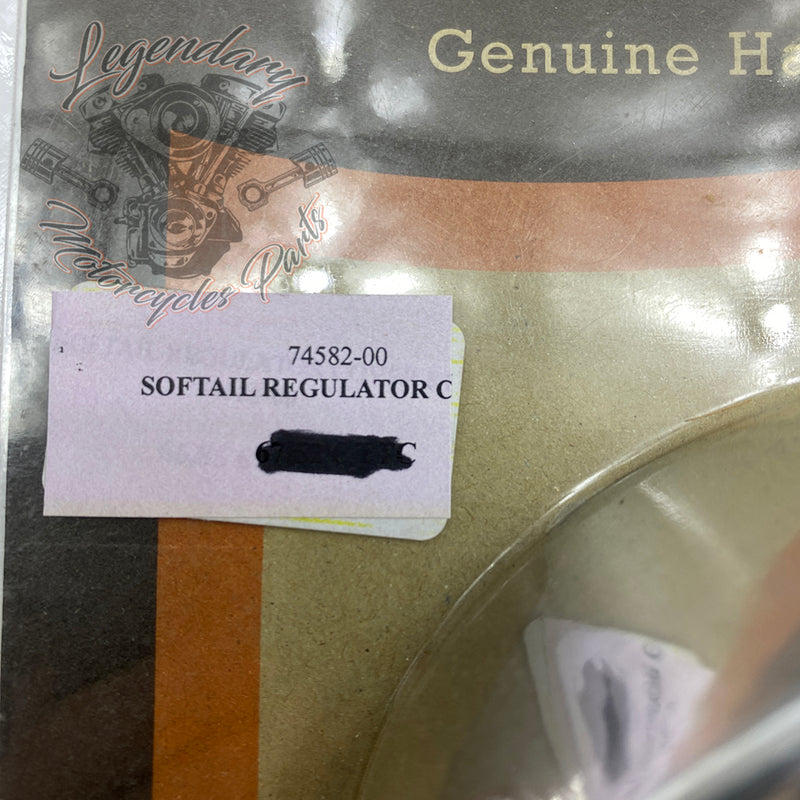 Legendary
Genuine Ha
Motorcycles Parts
74582-00
SOFTAIL REGULATOR C